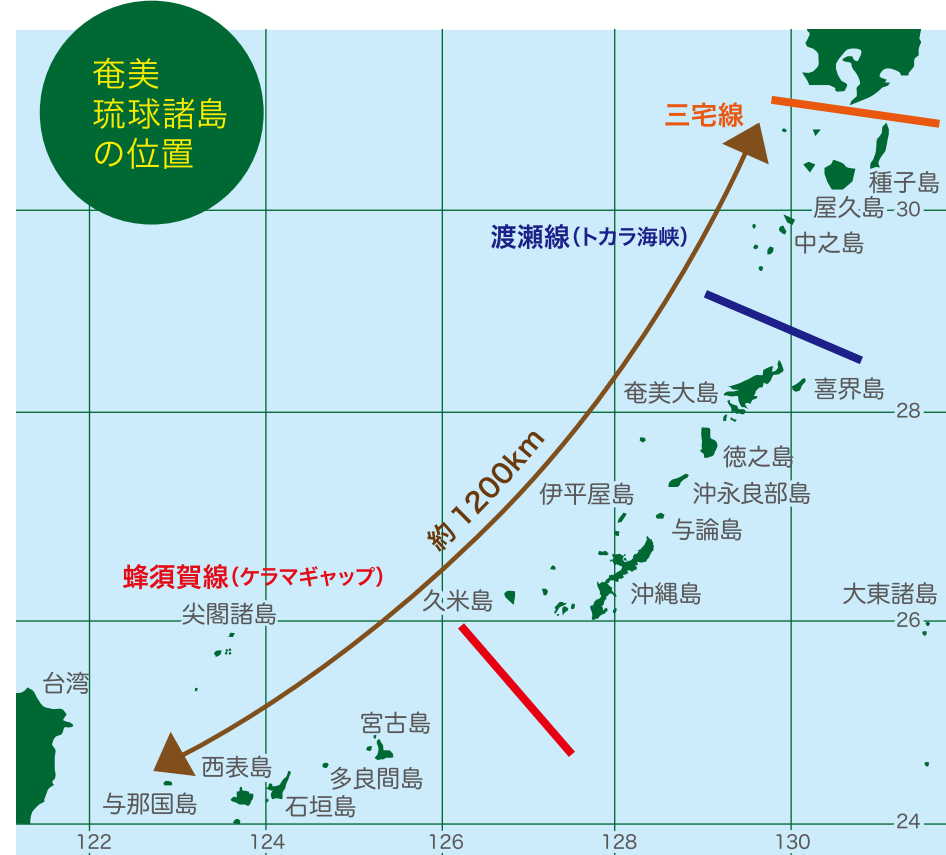 奄美
琉球諸島
の位置
三宅線
種子島
屋久島
30
渡瀬線(トカラ海峡)
中之島
奄美大島
喜界島
28
徳之島
約1200km
伊平屋島
沖永良部島
与論島
蜂須賀線(ケラマギャップ)
久米島
沖縄島
大東諸島
尖閣諸島
26
台湾
宮古島
西表島
多良間島
与那国島
石垣島
24
122
124
126
128
130